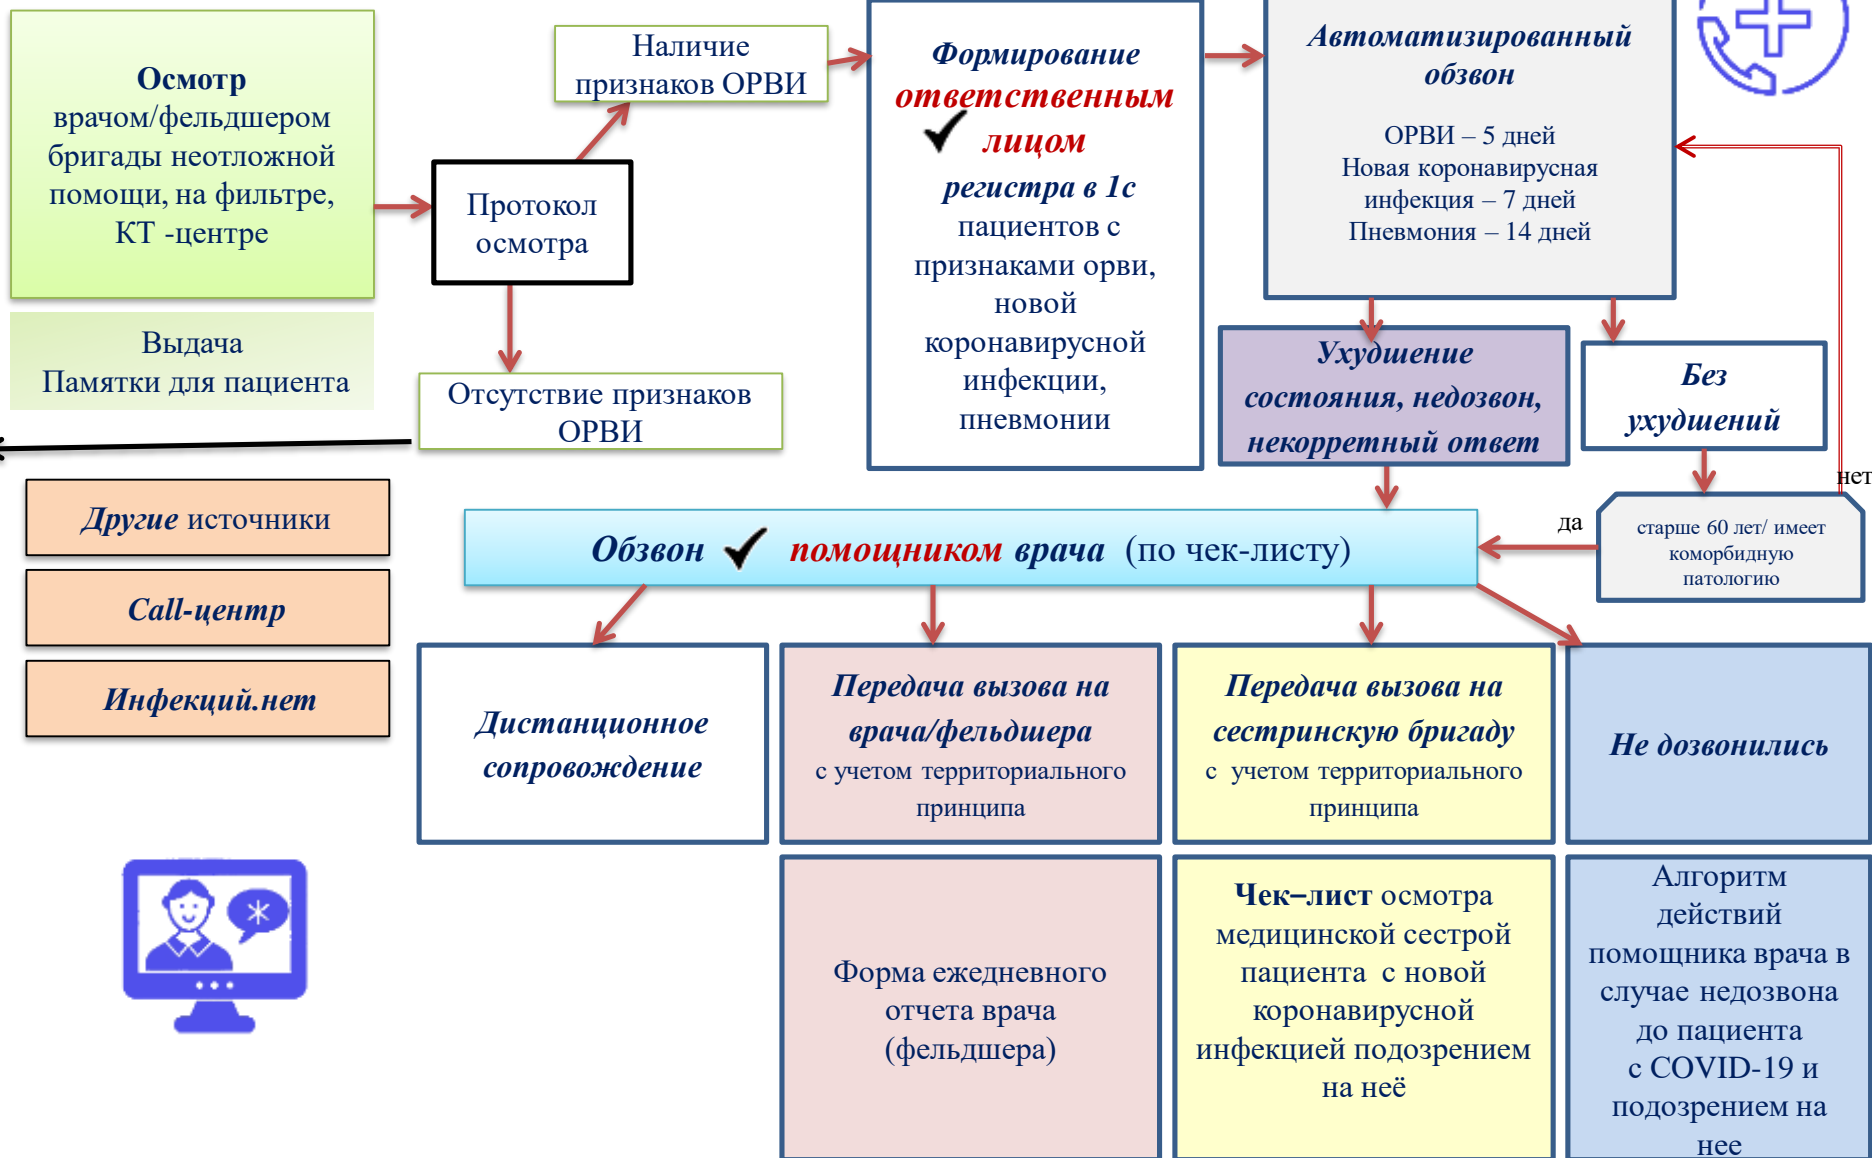 Осмотр
врачом/фельдшером
бригады неотложной
помощи, на фильтре,
КТ -центре
Выдача
Памятки для пациента
Протокол
осмотра
Наличие
признаков ОРВИ
Отсутствие признаков
ОРВИ
Формирование
ответственным
лицом
регистра в 1с
пациентов с
признаками орви,
новой
коронавирусной
инфекции,
пневмонии
Автоматизированный
обзвон
ОРВИ – 5 дней
Новая коронавирусная
инфекция – 7 дней
Пневмония – 14 дней
Ухудшение
состояния, недозвон,
некорретный ответ
Без
ухудшений
нет
старше 60 лет/ имеет
коморбидную
патологию
да
Обзвон помощником врача (по чек-листу)
Другие источники
Call-центр
Инфекций.нет
Дистанционное
сопровождение
Передача вызова на
врача/фельдшера
с учетом территориального
принципа
Передача вызова на
сестринскую бригаду
с учетом территориального
принципа
Не дозвонились
Форма ежедневного
отчета врача
(фельдшера)
Чек–лист осмотра
медицинской сестрой
пациента с новой
коронавирусной
инфекцией подозрением
на неё
Алгоритм
действий
помощника врача в
случае недозвона
до пациента
с COVID-19 и
подозрением на
нее